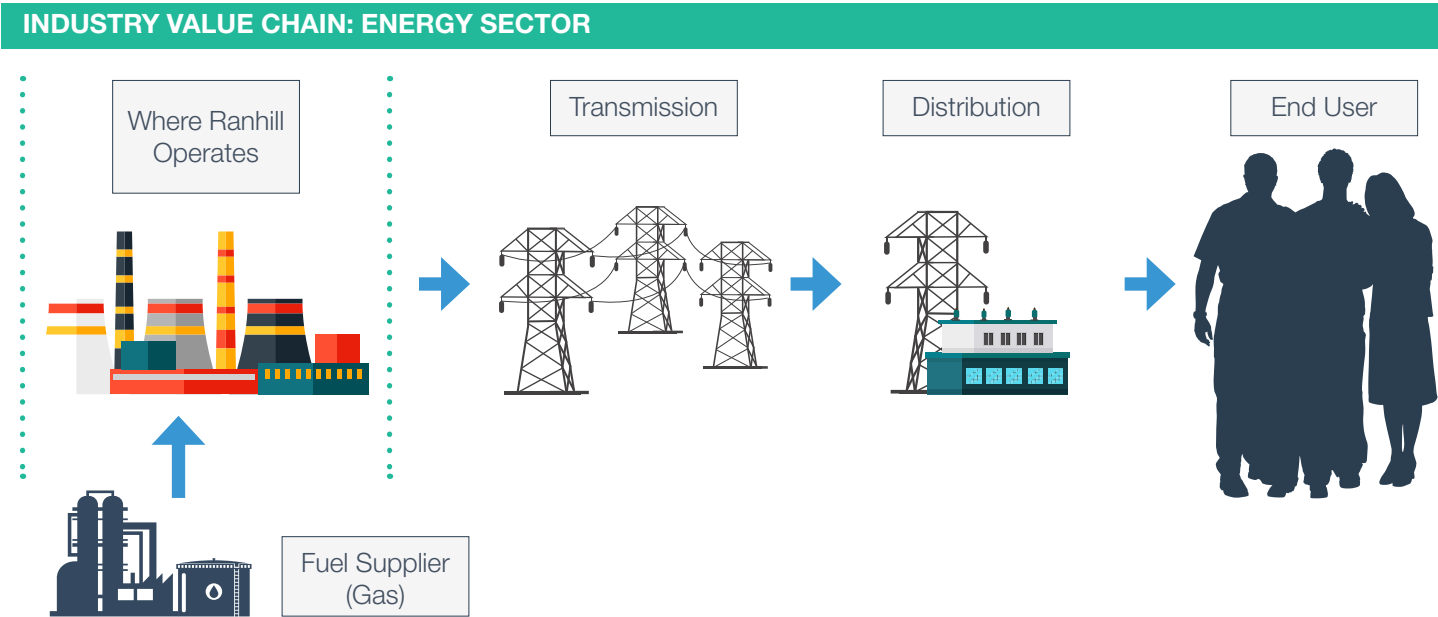 INDUSTRY VALUE CHAIN: ENERGY SECTOR
Where Ranhill
Operates
Transmission
Distribution
End User
Fuel Supplier
(Gas)